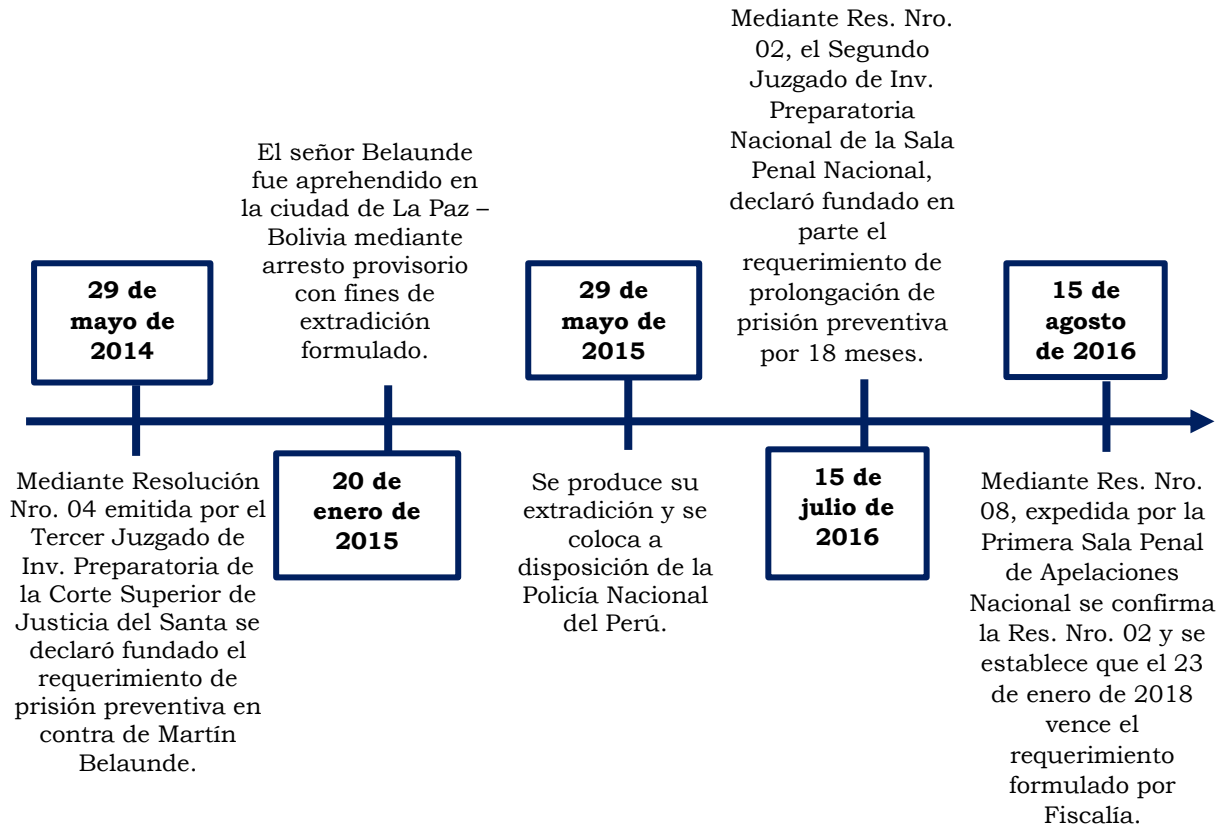 29 de
mayo de
2014
Mediante Resolución
Nro. 04 emitida por el
Tercer Juzgado de
Inv. Preparatoria de
la Corte Superior de
Justicia del Santa se
declaró fundado el
requerimiento de
prisión preventiva en
contra de Martín
Belaunde.
El señor Belaunde
fue aprehendido en
la ciudad de La Paz –
Bolivia mediante
arresto provisorio
con fines de
extradición
formulado.
20 de
enero de
2015
29 de
mayo de
2015
Se produce su
extradición y se
coloca a
disposición de la
Policía Nacional
del Perú.
Mediante Res. Nro.
02, el Segundo
Juzgado de Inv.
Preparatoria
Nacional de la Sala
Penal Nacional,
declaró fundado en
parte el
requerimiento de
prolongación de
prisión preventiva
por 18 meses.
15 de
julio de
2016
15 de
agosto
de 2016
Mediante Res. Nro.
08, expedida por la
Primera Sala Penal
de Apelaciones
Nacional se confirma
la Res. Nro. 02 y se
establece que el 23
de enero de 2018
vence el
requerimiento
formulado por
Fiscalía.